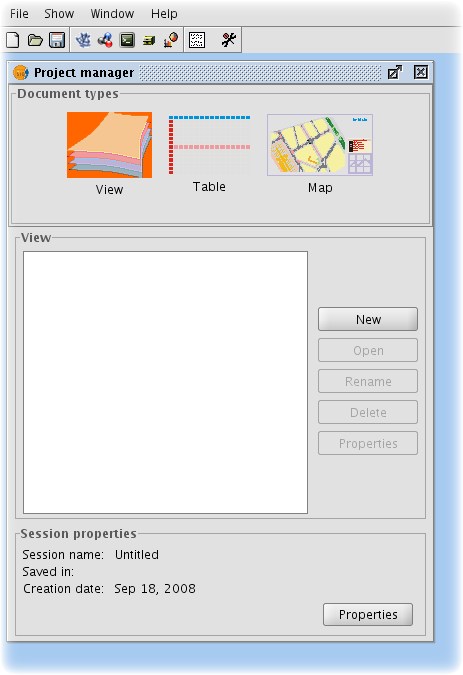 File Show Window Help
Project manager
Document types
View Table Map
View
New
Open
Rename
Delete
Properties
Session properties
Session name: Untitled
Saved in:
Creation date: Sep 18, 2008
Properties